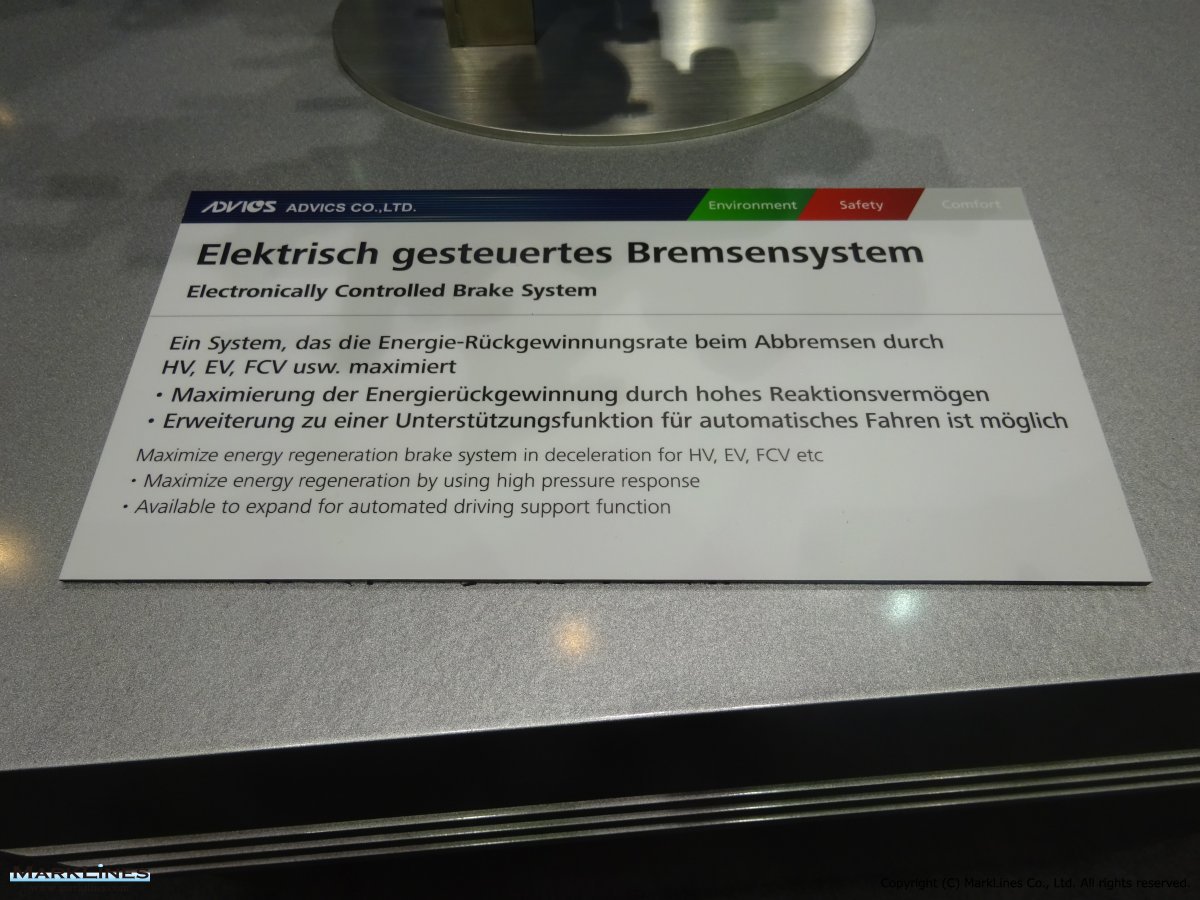 ADVICS ADVICS CO.,LTD. Environment Safety Comfort
Elektrisch gesteuertes Bremsensystem
Electronically Controlled Brake System
Ein System, das die Energie-Rückgewinnungsrate beim Abbremsen durch
HV, EV, FCV usw. maximiert
• Maximierung der Energierückgewinnung durch hohes Reaktionsvermögen
• Erweiterung zu einer Unterstützungsfunktion für automatisches Fahren ist möglich
Maximize energy regeneration brake system in deceleration for HV, EV, FCV etc
• Maximize energy regeneration by using high pressure response
• Available to expand for automated driving support function
MARKLINES
www.marklines.com
Copyright (C) MarkLines Co., Ltd. All rights reserved.